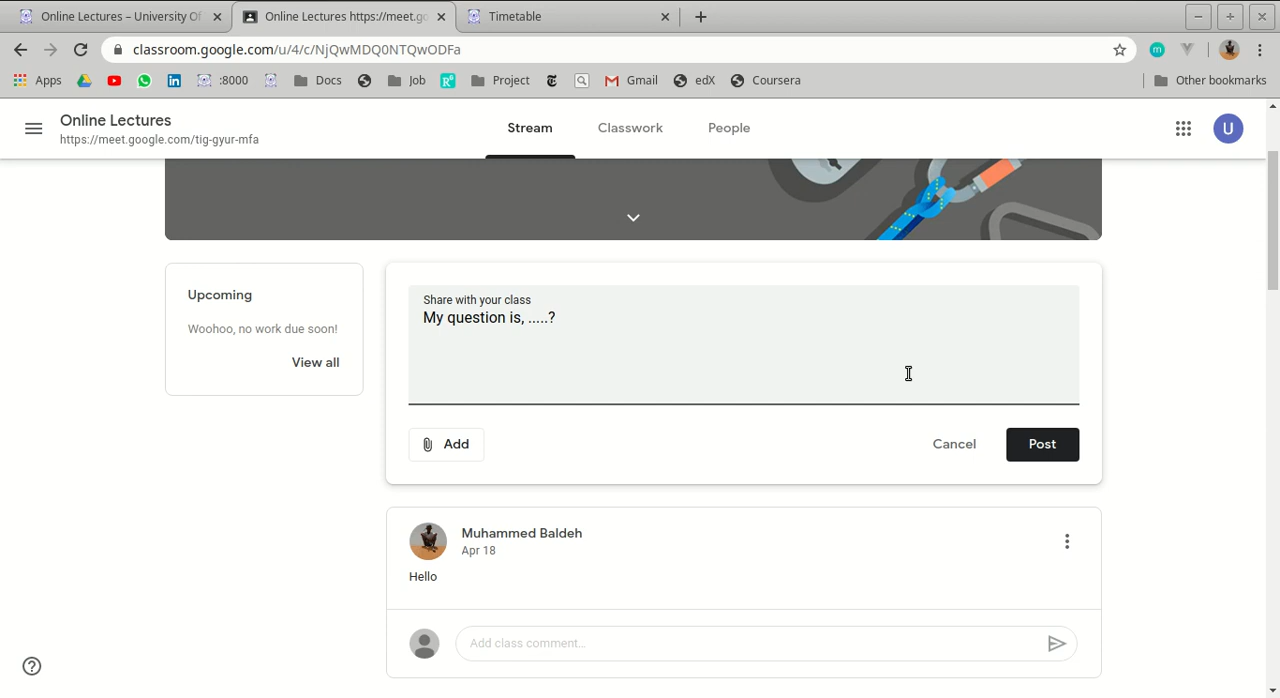 Online Lectures – University Of
Online Lectures https://meet.go
Timetable
classroom.google.com/u/4/c/NjQwMDQ0NTQwODFa
Apps
:8000
Docs
Job
Project
Gmail
edX
Coursera
Other bookmarks
Online Lectures
https://meet.google.com/tig-gyur-mfa
Stream
Classwork
People
U
Upcoming
Woohoo, no work due soon!
View all
Share with your class
My question is, .....?
Add
Cancel
Post
Muhammed Baldeh
Apr 18
Hello
Add class comment...